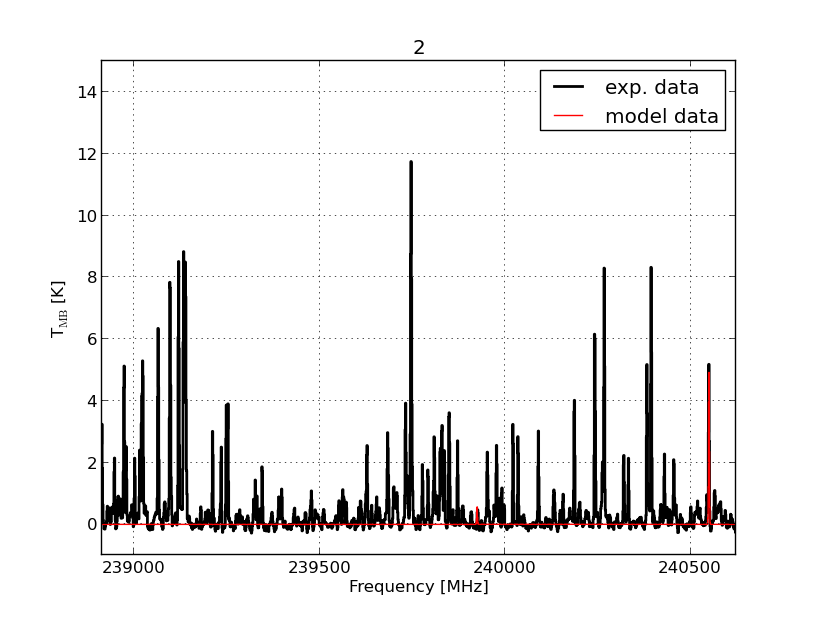 2
exp. data
model data
14
12
10
8
6
4
2
0
T_MB [K]
239000 239500 240000 240500
Frequency [MHz]